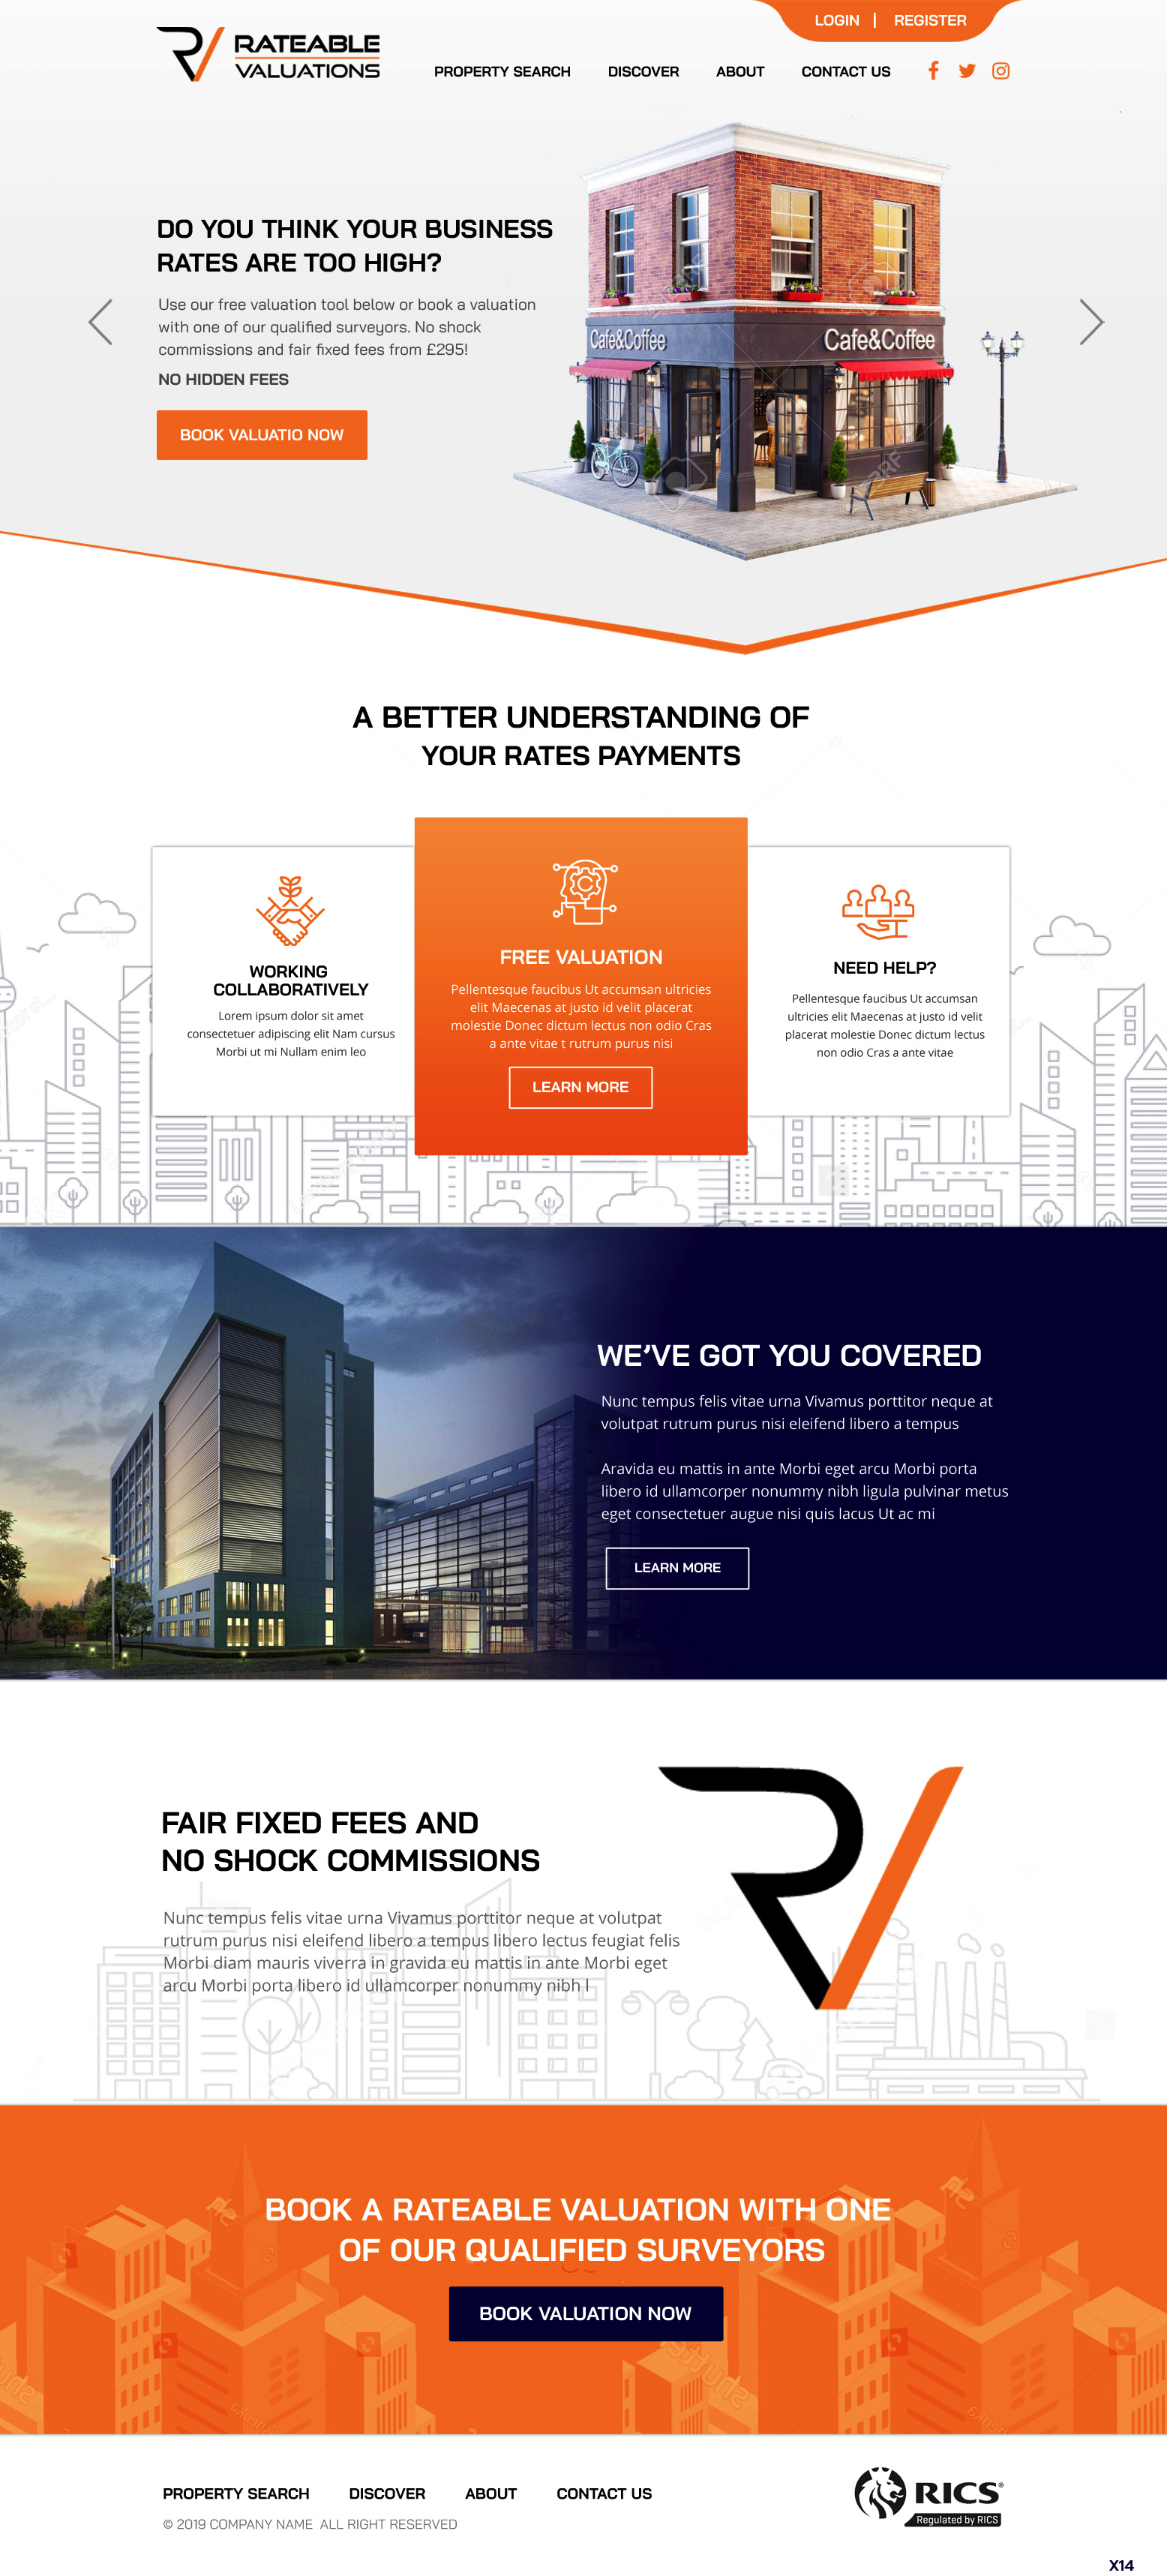 LOGIN | REGISTER
RATEABLE
VALUATIONS
PROPERTY SEARCH DISCOVER ABOUT CONTACT US
DO YOU THINK YOUR BUSINESS
RATES ARE TOO HIGH?
Use our free valuation tool below or book a valuation
with one of our qualified surveyors. No shock
commissions and fair fixed fees from £295!
NO HIDDEN FEES
BOOK VALUATIO NOW
Cafe&Coffee
Cafe&Coffee
A BETTER UNDERSTANDING OF
YOUR RATES PAYMENTS
WORKING
COLLABORATIVELY
Lorem ipsum dolor sit amet
consectetuer adipiscing elit Nam cursus
Morbi ut mi Nullam enim leo
FREE VALUATION
Pellentesque faucibus Ut accumsan ultricies
elit Maecenas at justo id velit placerat
molestie Donec dictum lectus non odio Cras
a ante vitae t rutrum purus nisi
LEARN MORE
NEED HELP?
Pellentesque faucibus Ut accumsan
ultricies elit Maecenas at justo id velit
placerat molestie Donec dictum lectus
non odio Cras a ante vitae
WE’VE GOT YOU COVERED
Nunc tempus felis vitae urna Vivamus porttitor neque at
volutpat rutrum purus nisi eleifend libero a tempus
Aravida eu mattis in ante Morbi eget arcu Morbi porta
libero id ullamcorper nonummy nibh ligula pulvinar metus
eget consectetuer augue nisi quis lacus Ut ac mi
LEARN MORE
FAIR FIXED FEES AND
NO SHOCK COMMISSIONS
Nunc tempus felis vitae urna Vivamus porttitor neque at volutpat
rutrum purus nisi eleifend libero a tempus libero lectus feugiat felis
Morbi diam mauris viverra in gravida eu mattis in ante Morbi eget
arcu Morbi porta libero id ullamcorper nonummy nibh l
RV
BOOK A RATEABLE VALUATION WITH ONE
OF OUR QUALIFIED SURVEYORS
BOOK VALUATION NOW
PROPERTY SEARCH DISCOVER ABOUT CONTACT US
© 2019 COMPANY NAME ALL RIGHT RESERVED
RICS®
Regulated by RICS
X14